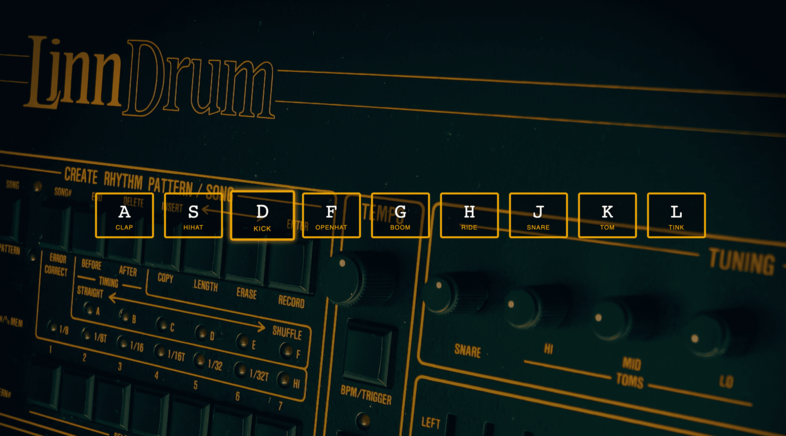 LinnDrum
CREATE RHYTHM PATTERN / SONG
SONG
SONG#
END
DELETE
INSERT
ENTER
A
CLAP
S
HIHAT
D
KICK
F
OPENHAT
G
BOOM
H
RIDE
J
SNARE
K
TOM
L
TINK
TEMPO
TUNING
PATTERN
ERROR
CORRECT
BEFORE
AFTER
TIMING
COPY
LENGTH
ERASE
RECORD
STRAIGHT
SHUFFLE
A
B
C
D
E
F
1/8
1/8T
1/16
1/16T
1/32
1/32T
HI
1
2
3
4
5
6
7
MEM
BPM/TRIGGER
SNARE
HI
MID
LO
TOMS
LEFT